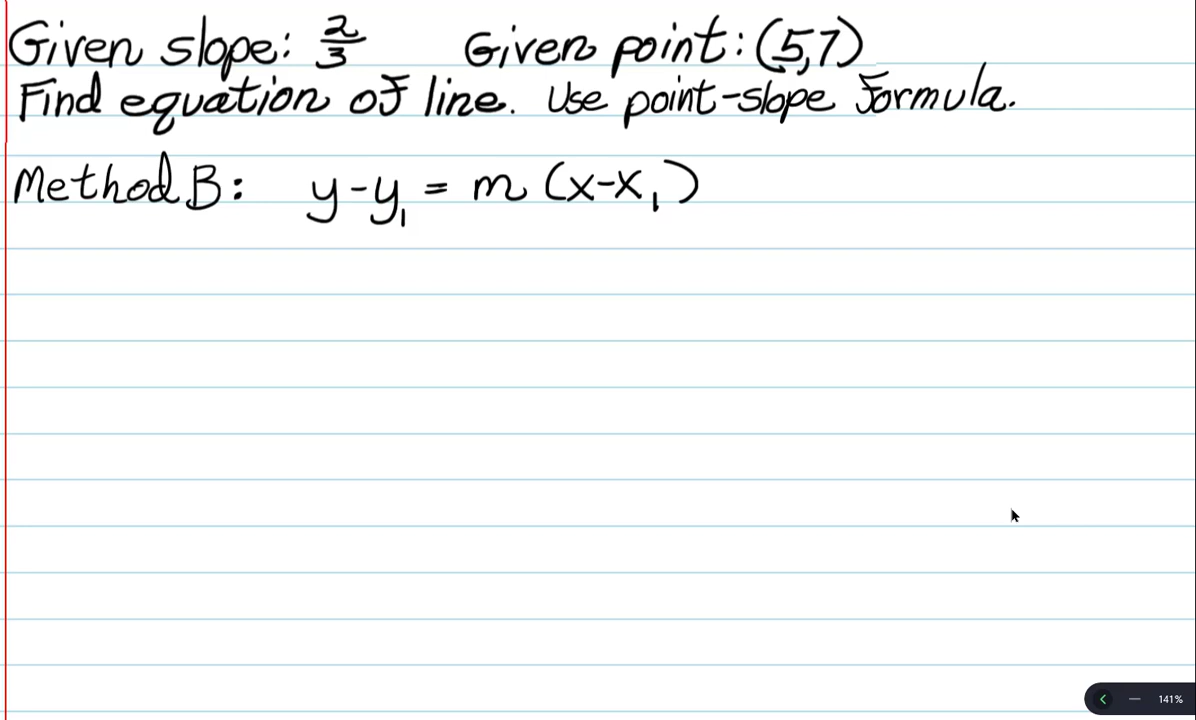 Given slope: 2/3 Given point: (5,7)
Find equation of line. Use point-slope formula.
Method B: y-y₁ = m (x-x₁)
141%